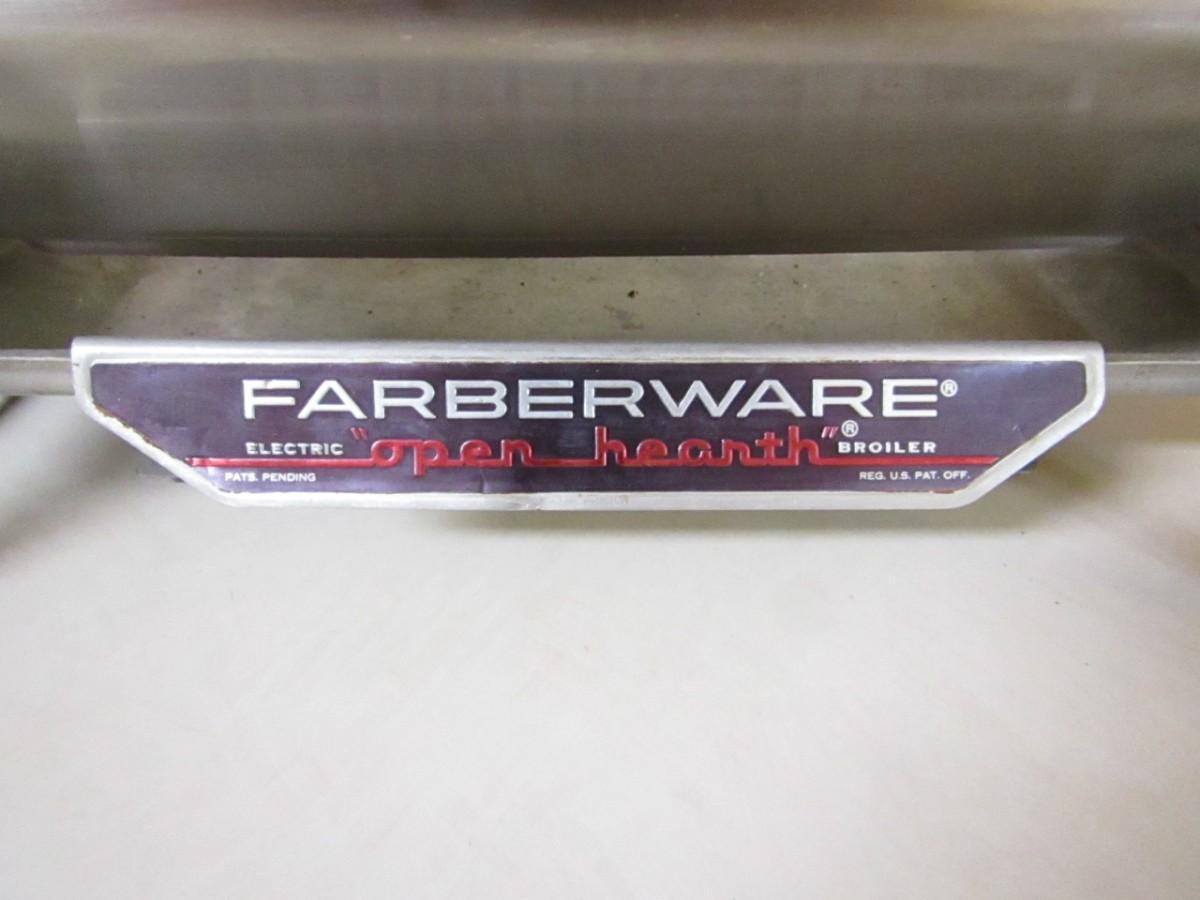 FARBERWARE®
ELECTRIC "open hearth"® BROILER
PATS. PENDING REG. U.S. PAT. OFF.